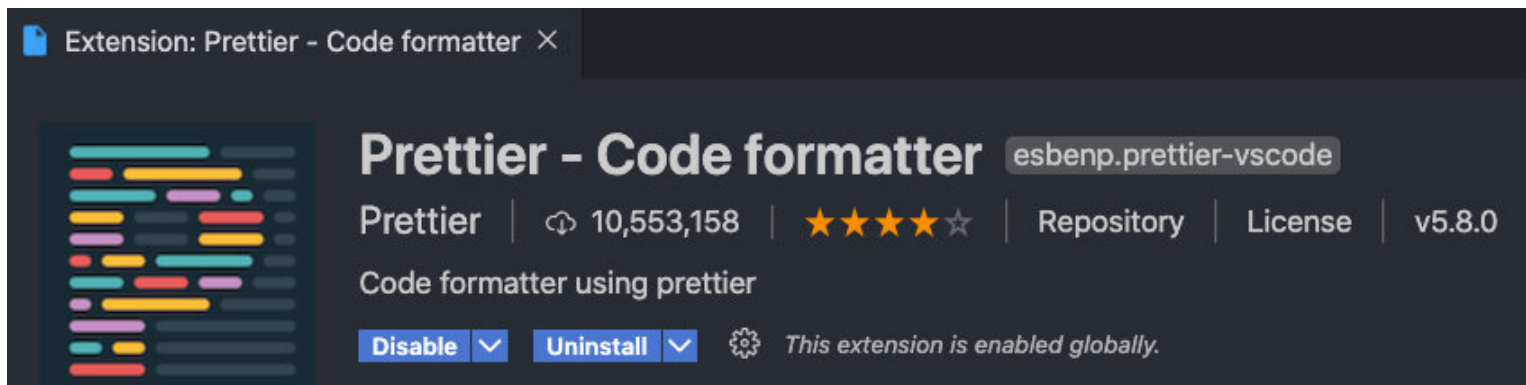 Extension: Prettier - Code formatter
Prettier - Code formatter esbenp.prettier-vscode
Prettier 10,553,158 Repository License v5.8.0
Code formatter using prettier
Disable Uninstall This extension is enabled globally.